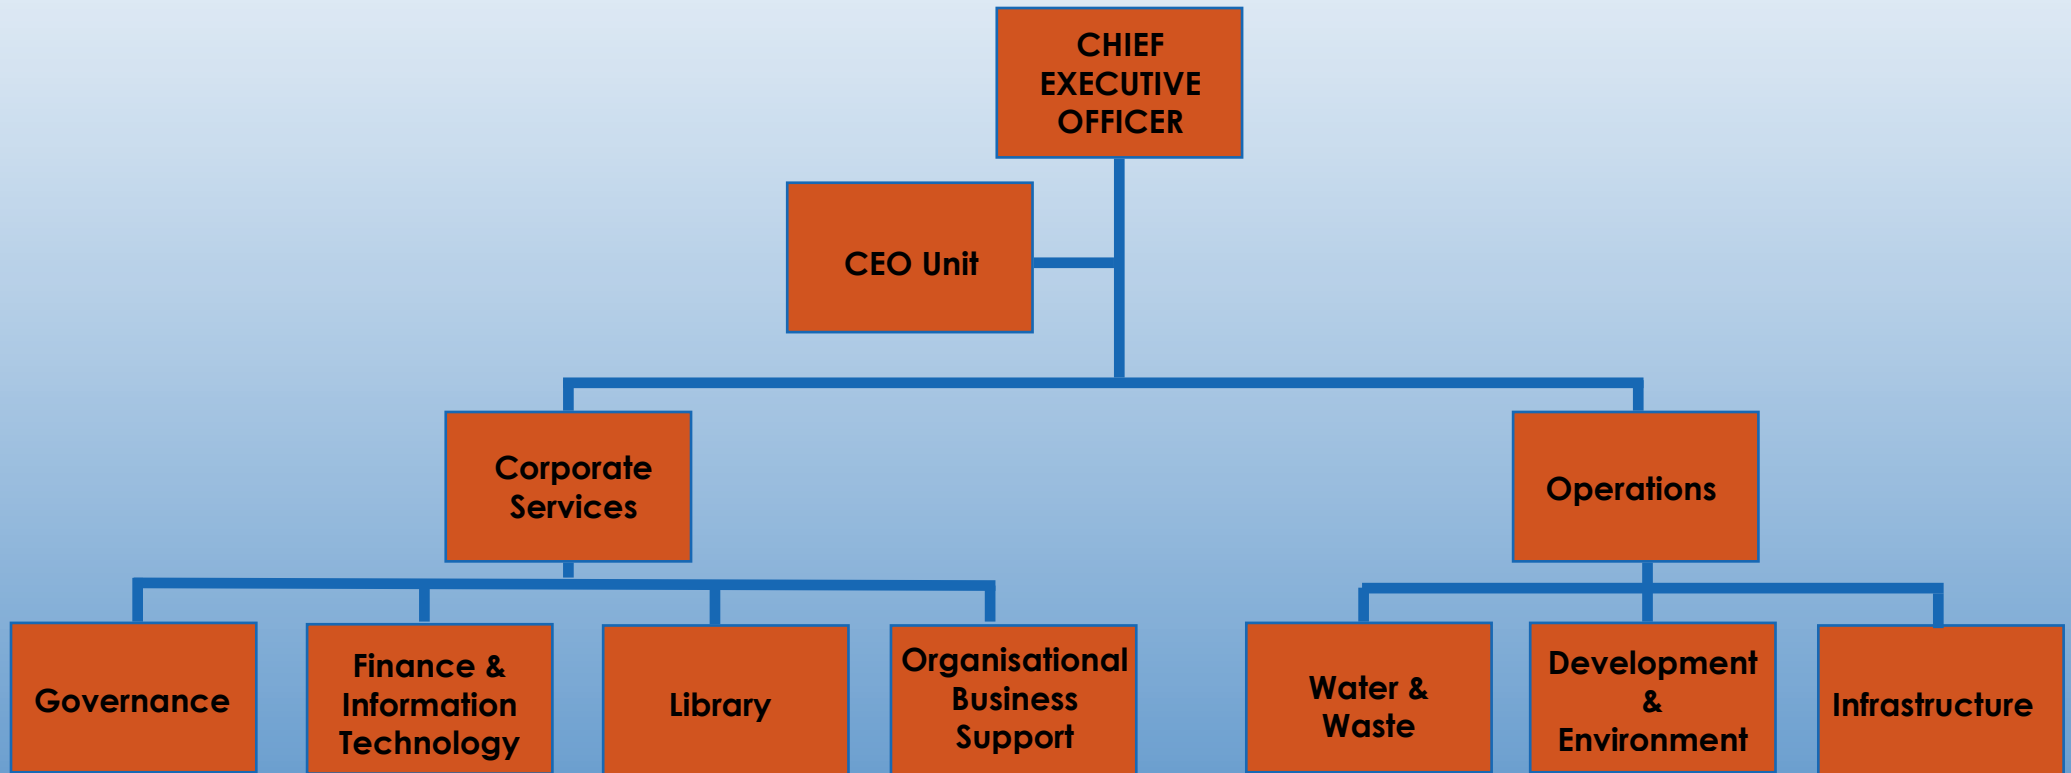 CHIEF
EXECUTIVE
OFFICER
CEO Unit
Corporate
Services
Operations
Governance
Finance &
Information
Technology
Library
Organisational
Business
Support
Water &
Waste
Development
&
Environment
Infrastructure